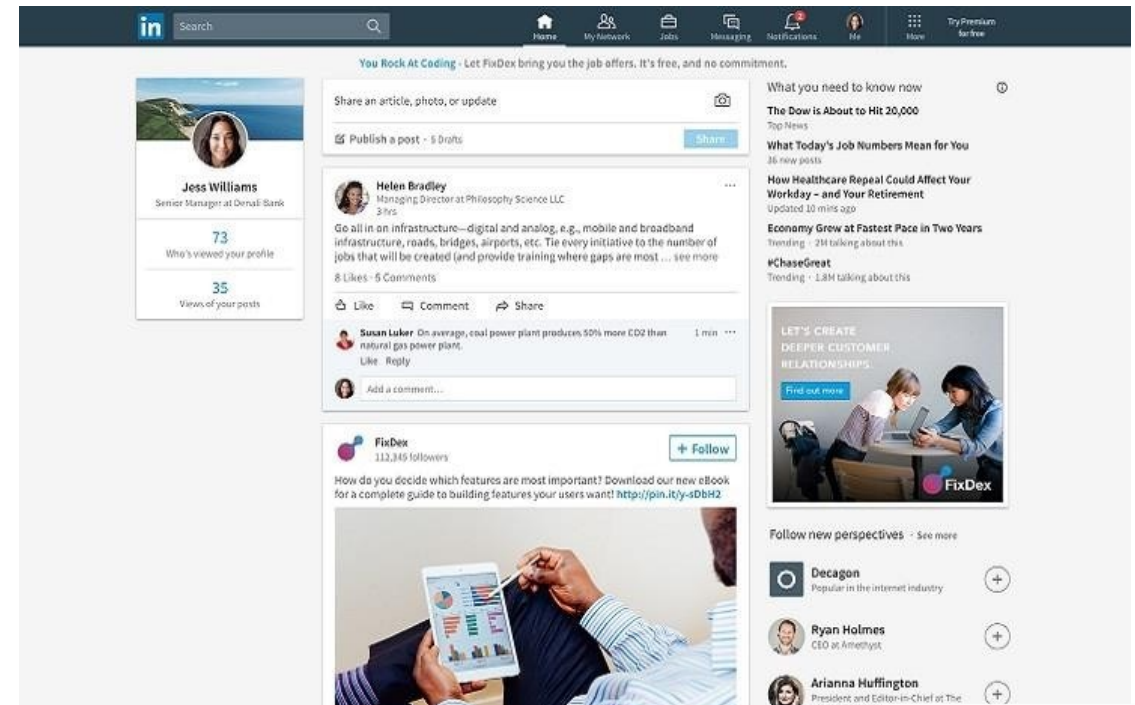 in
Search
Home
My Network
Jobs
Messaging
2
Notifications
Me
More
Try Premium
for free
You Rock At Coding - Let FixDex bring you the job offers. It's free, and no commitment.
Jess Williams
Senior Manager at Denali Bank
73
Who's viewed your profile
35
Views of your posts
Share an article, photo, or update
Publish a post - 5 Drafts
Share
Helen Bradley
Managing Director at Philosophy Science LLC
3 hrs
Go all in on infrastructure—digital and analog, e.g., mobile and broadband
infrastructure, roads, bridges, airports, etc. Tie every initiative to the number of
jobs that will be created (and provide training where gaps are most ... see more
8 Likes · 5 Comments
Like
Comment
Share
Susan Luker On average, coal power plant produces 50% more CO2 than
1 min
natural gas power plant.
Like Reply
Add a comment...
FixDex
112,345 followers
+ Follow
How do you decide which features are most important? Download our new eBook
for a complete guide to building features your users want! http://pin.it/y-sDbH2
What you need to know now
The Dow is About to Hit 20,000
Top News
What Today's Job Numbers Mean for You
36 new posts
How Healthcare Repeal Could Affect Your
Workday – and Your Retirement
Updated 10 mins ago
Economy Grew at Fastest Pace in Two Years
Trending · 2M talking about this
#ChaseGreat
Trending · 1.8M talking about this
LET'S CREATE
DEEPER CUSTOMER
RELATIONSHIPS.
Find out more
FixDex
Follow new perspectives · See more
Decagon
Popular in the internet industry
Ryan Holmes
CEO at Amethyst
Arianna Huffington
President and Editor-in-Chief at The